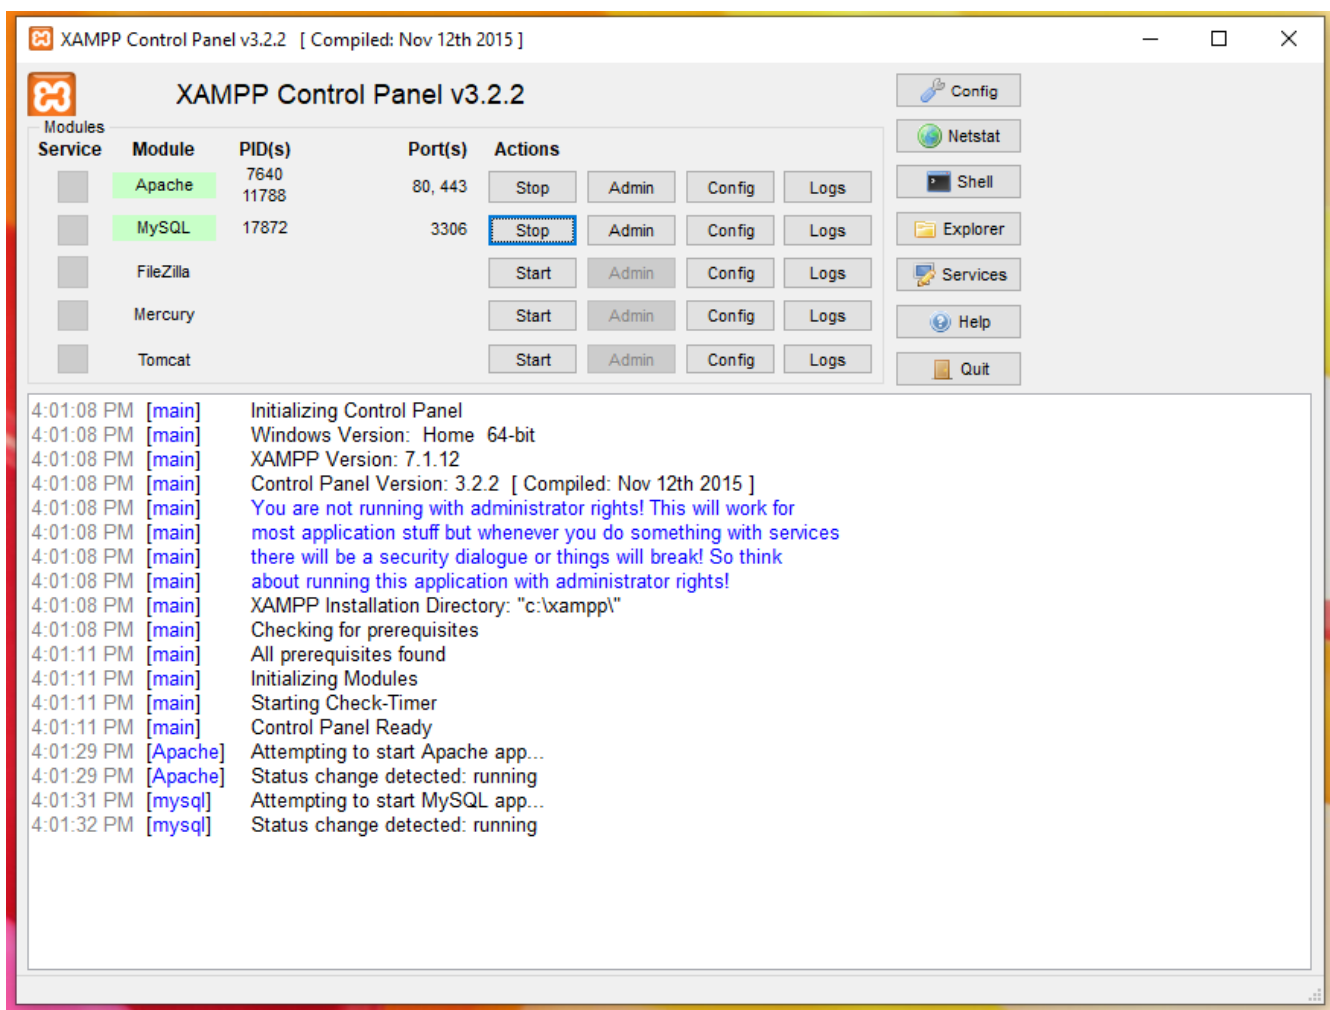 XAMPP Control Panel v3.2.2 [ Compiled: Nov 12th 2015 ]
XAMPP Control Panel v3.2.2
Config
Modules
Netstat
Service Module PID(s) Port(s) Actions
Apache 7640 11788 80, 443 Stop Admin Config Logs
Shell
MySQL 17872 3306 Stop Admin Config Logs
Explorer
FileZilla Start Admin Config Logs
Services
Mercury Start Admin Config Logs
Help
Tomcat Start Admin Config Logs
Quit
4:01:08 PM [main] Initializing Control Panel
4:01:08 PM [main] Windows Version: Home 64-bit
4:01:08 PM [main] XAMPP Version: 7.1.12
4:01:08 PM [main] Control Panel Version: 3.2.2 [ Compiled: Nov 12th 2015 ]
4:01:08 PM [main] You are not running with administrator rights! This will work for
4:01:08 PM [main] most application stuff but whenever you do something with services
4:01:08 PM [main] there will be a security dialogue or things will break! So think
4:01:08 PM [main] about running this application with administrator rights!
4:01:08 PM [main] XAMPP Installation Directory: "c:\xampp\"
4:01:08 PM [main] Checking for prerequisites
4:01:11 PM [main] All prerequisites found
4:01:11 PM [main] Initializing Modules
4:01:11 PM [main] Starting Check-Timer
4:01:11 PM [main] Control Panel Ready
4:01:29 PM [Apache] Attempting to start Apache app...
4:01:29 PM [Apache] Status change detected: running
4:01:31 PM [mysql] Attempting to start MySQL app...
4:01:32 PM [mysql] Status change detected: running